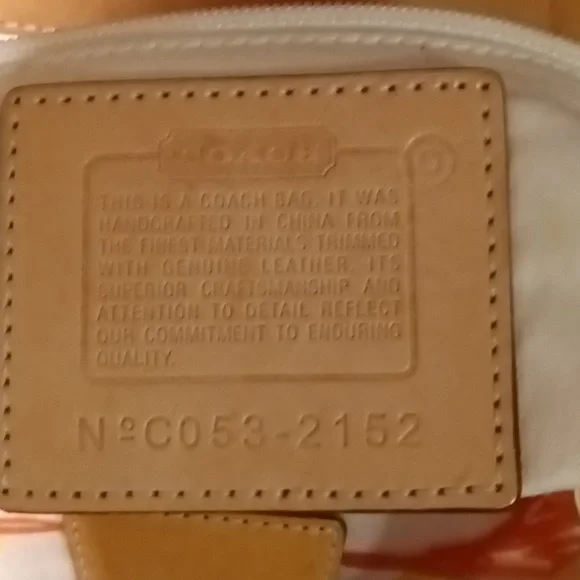 COACH
THIS IS A COACH BAG. IT WAS
HANDCRAFTED IN CHINA FROM
THE FINEST MATERIALS TRIMMED
WITH GENUINE LEATHER. ITS
SUPERIOR CRAFTSMANSHIP AND
ATTENTION TO DETAIL REFLECT
OUR COMMITMENT TO ENDURING
QUALITY.
NºC053-2152